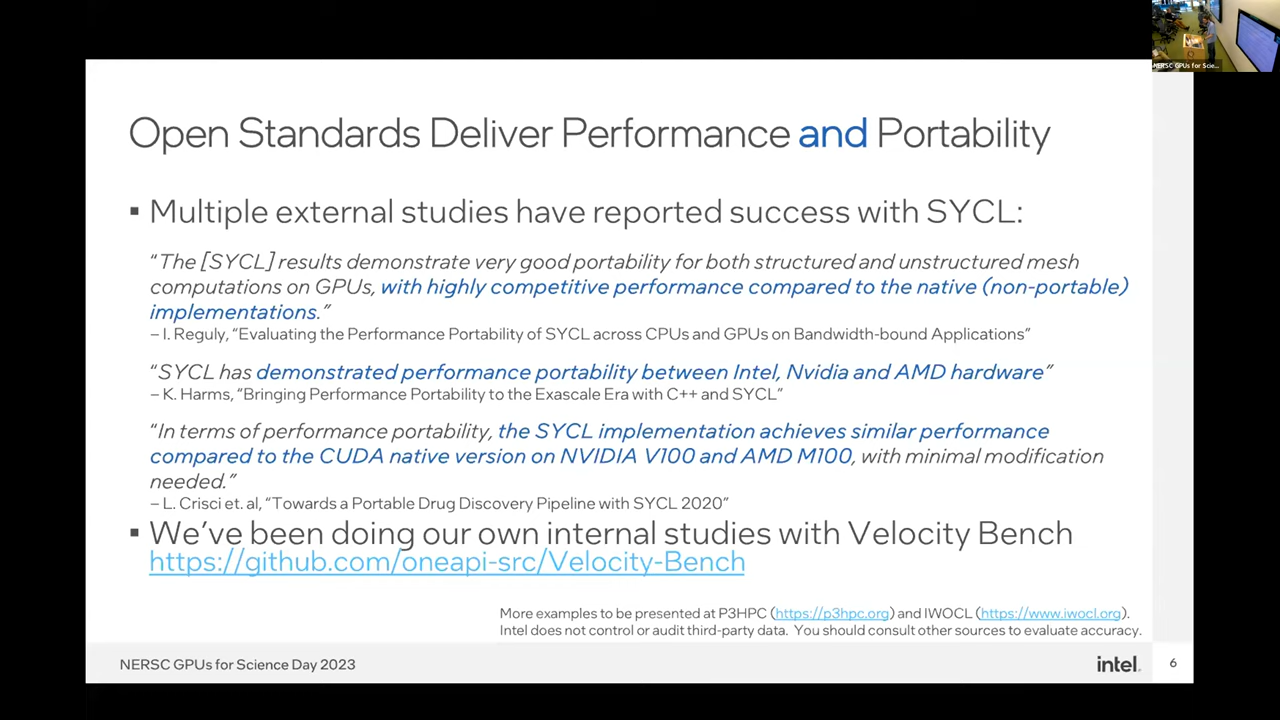 NERSC GPUs for Scie...
Open Standards Deliver Performance and Portability
▪ Multiple external studies have reported success with SYCL:
“The [SYCL] results demonstrate very good portability for both structured and unstructured mesh
computations on GPUs, with highly competitive performance compared to the native (non-portable)
implementations.”
– I. Reguly, “Evaluating the Performance Portability of SYCL across CPUs and GPUs on Bandwidth-bound Applications”
“SYCL has demonstrated performance portability between Intel, Nvidia and AMD hardware”
– K. Harms, “Bringing Performance Portability to the Exascale Era with C++ and SYCL”
“In terms of performance portability, the SYCL implementation achieves similar performance
compared to the CUDA native version on NVIDIA V100 and AMD M100, with minimal modification
needed.”
– L. Crisci et. al, “Towards a Portable Drug Discovery Pipeline with SYCL 2020”
▪ We’ve been doing our own internal studies with Velocity Bench
https://github.com/oneapi-src/Velocity-Bench
More examples to be presented at P3HPC (https://p3hpc.org) and IWOCL (https://www.iwocl.org).
Intel does not control or audit third-party data. You should consult other sources to evaluate accuracy.
NERSC GPUs for Science Day 2023
intel.
6